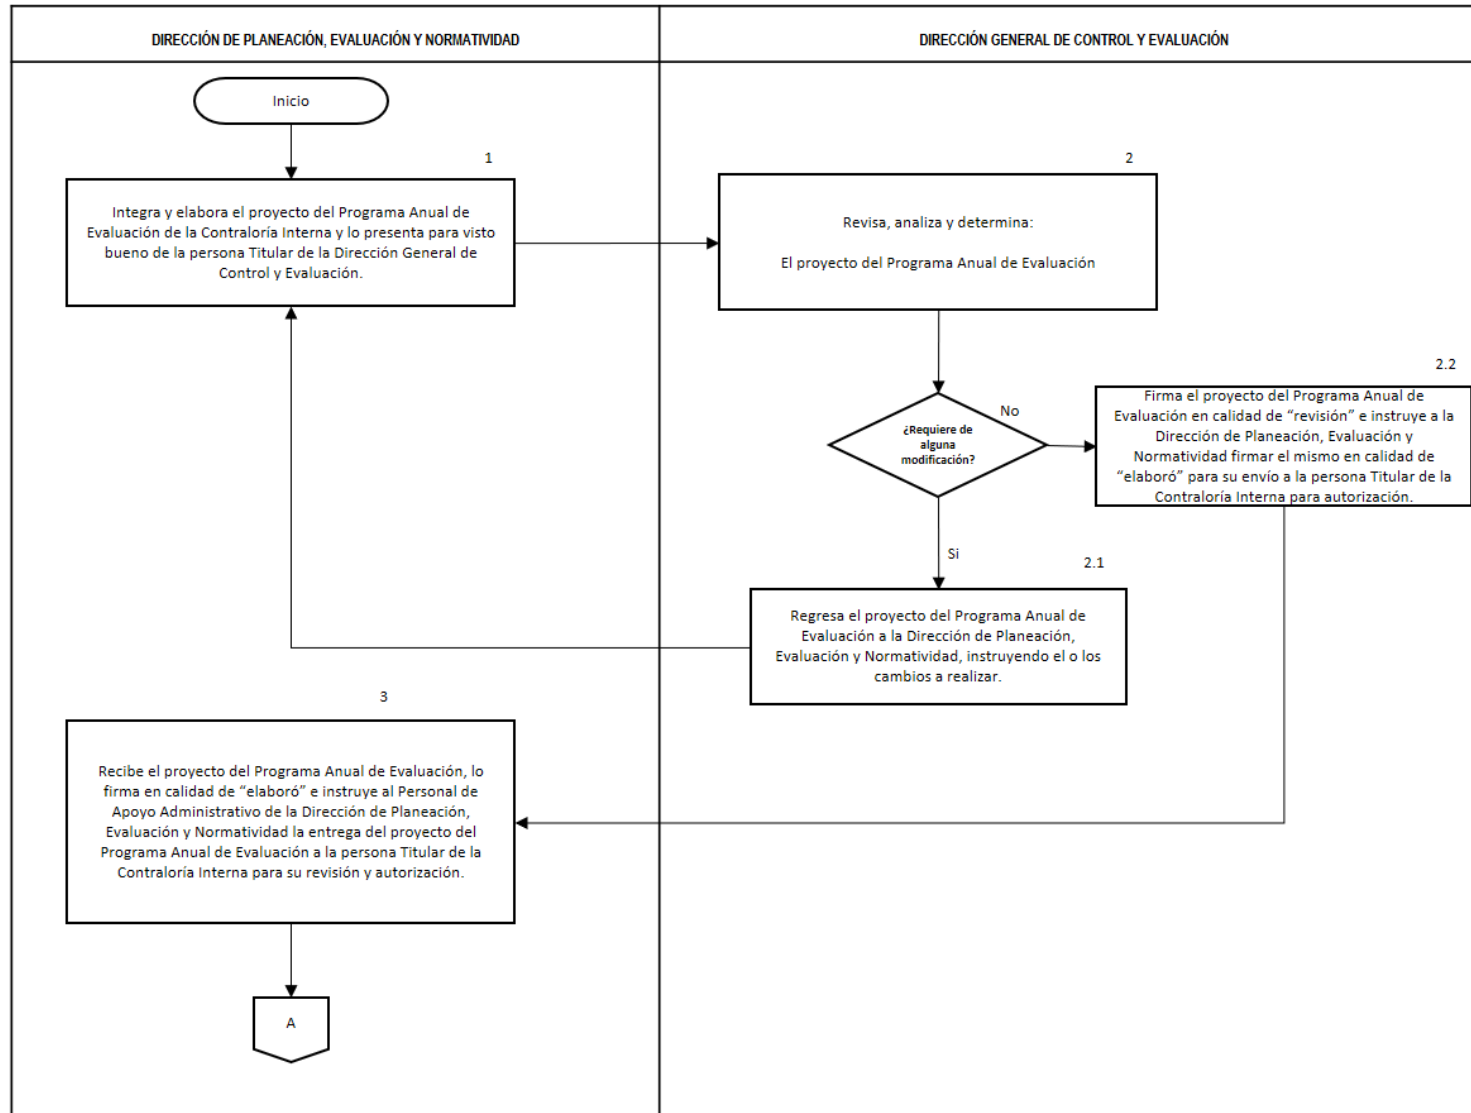 DIRECCIÓN DE PLANEACIÓN, EVALUACIÓN Y NORMATIVIDAD
DIRECCIÓN GENERAL DE CONTROL Y EVALUACIÓN
Inicio
1
Integra y elabora el proyecto del Programa Anual de
Evaluación de la Contraloría Interna y lo presenta para visto
bueno de la persona Titular de la Dirección General de
Control y Evaluación.
2
Revisa, analiza y determina:
El proyecto del Programa Anual de Evaluación
¿Requiere de
alguna
modificación?
No
2.2
Firma el proyecto del Programa Anual de
Evaluación en calidad de “revisión” e instruye a la
Dirección de Planeación, Evaluación y
Normatividad firmar el mismo en calidad de
“elaboró” para su envío a la persona Titular de la
Contraloría Interna para autorización.
Si
2.1
Regresa el proyecto del Programa Anual de
Evaluación a la Dirección de Planeación,
Evaluación y Normatividad, instruyendo el o los
cambios a realizar.
3
Recibe el proyecto del Programa Anual de Evaluación, lo
firma en calidad de “elaboró” e instruye al Personal de
Apoyo Administrativo de la Dirección de Planeación,
Evaluación y Normatividad la entrega del proyecto del
Programa Anual de Evaluación a la persona Titular de la
Contraloría Interna para su revisión y autorización.
A